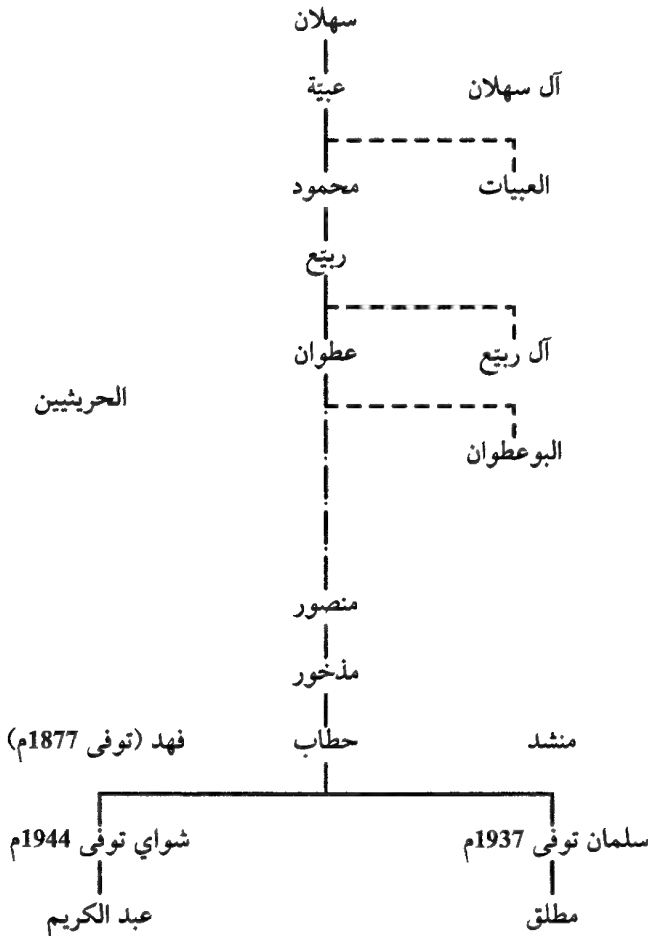 سهلان
آل سهلان
عبيّة
العبيات
محمود
ربيّع
آل ربيّع
عطوان
الحريثيين
البوعطوان
منصور
مذخور
منشد
حطاب
فهد (توفى 1877م)
سلمان توفى 1937م
شواي توفى 1944م
مطلق
عبد الكريم